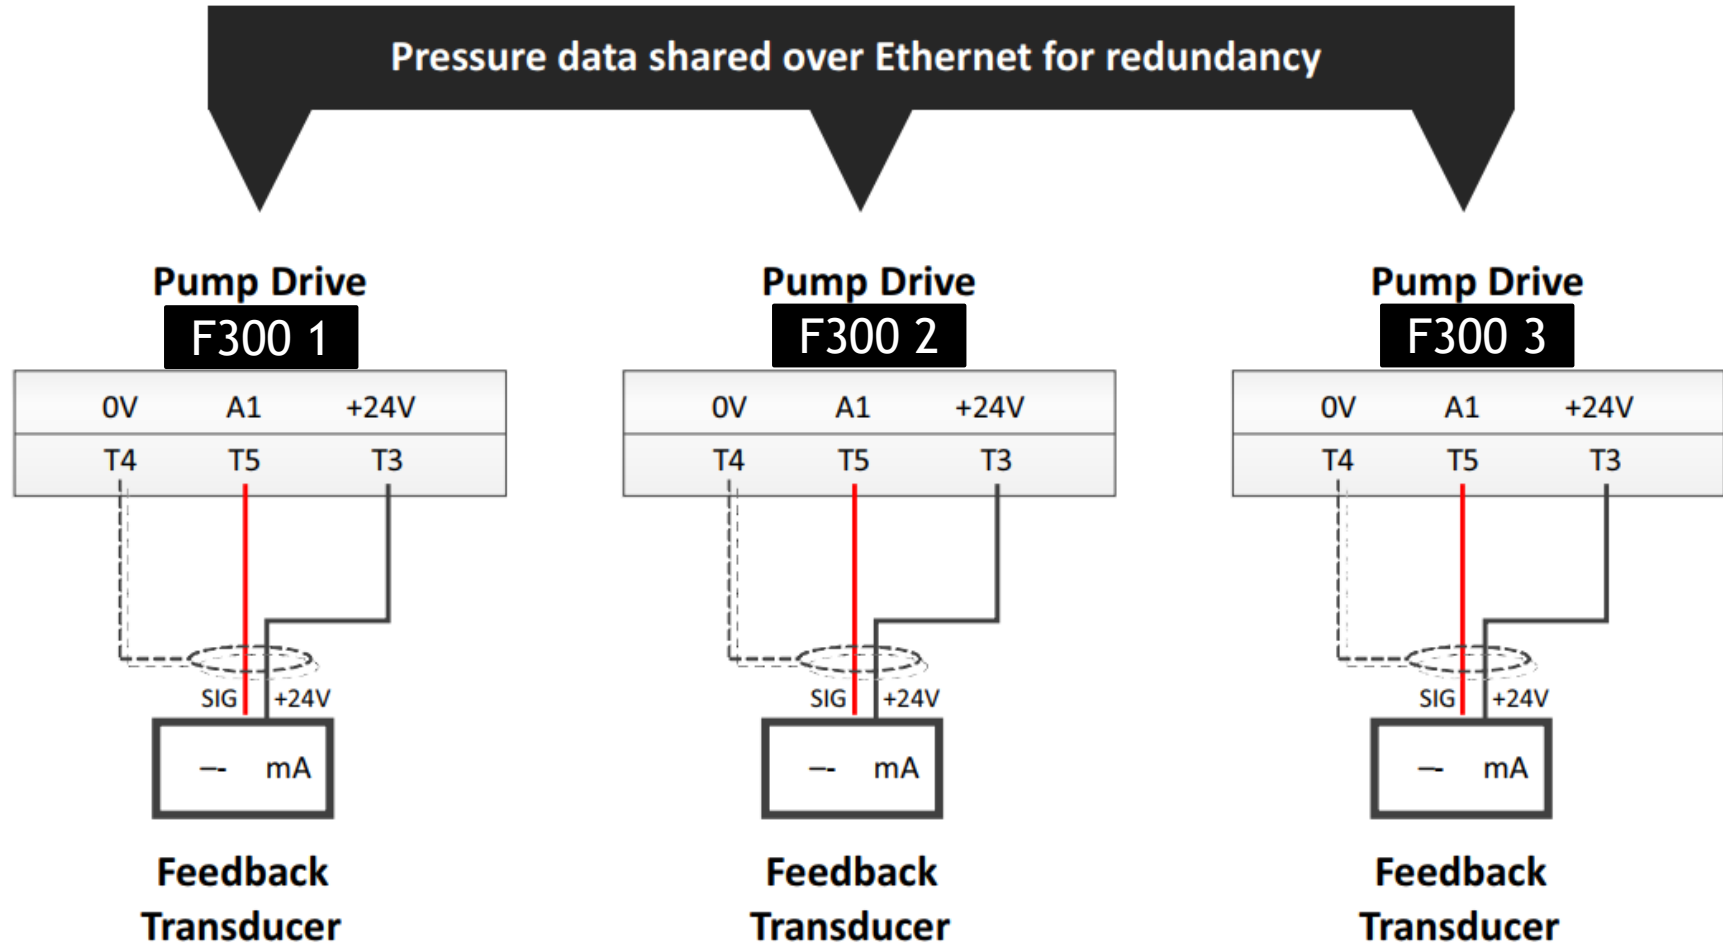 Pressure data shared over Ethernet for redundancy
Pump Drive
F300 1
0V A1 +24V
T4 T5 T3
SIG +24V
–- mA
Feedback
Transducer
Pump Drive
F300 2
0V A1 +24V
T4 T5 T3
SIG +24V
–- mA
Feedback
Transducer
Pump Drive
F300 3
0V A1 +24V
T4 T5 T3
SIG +24V
–- mA
Feedback
Transducer